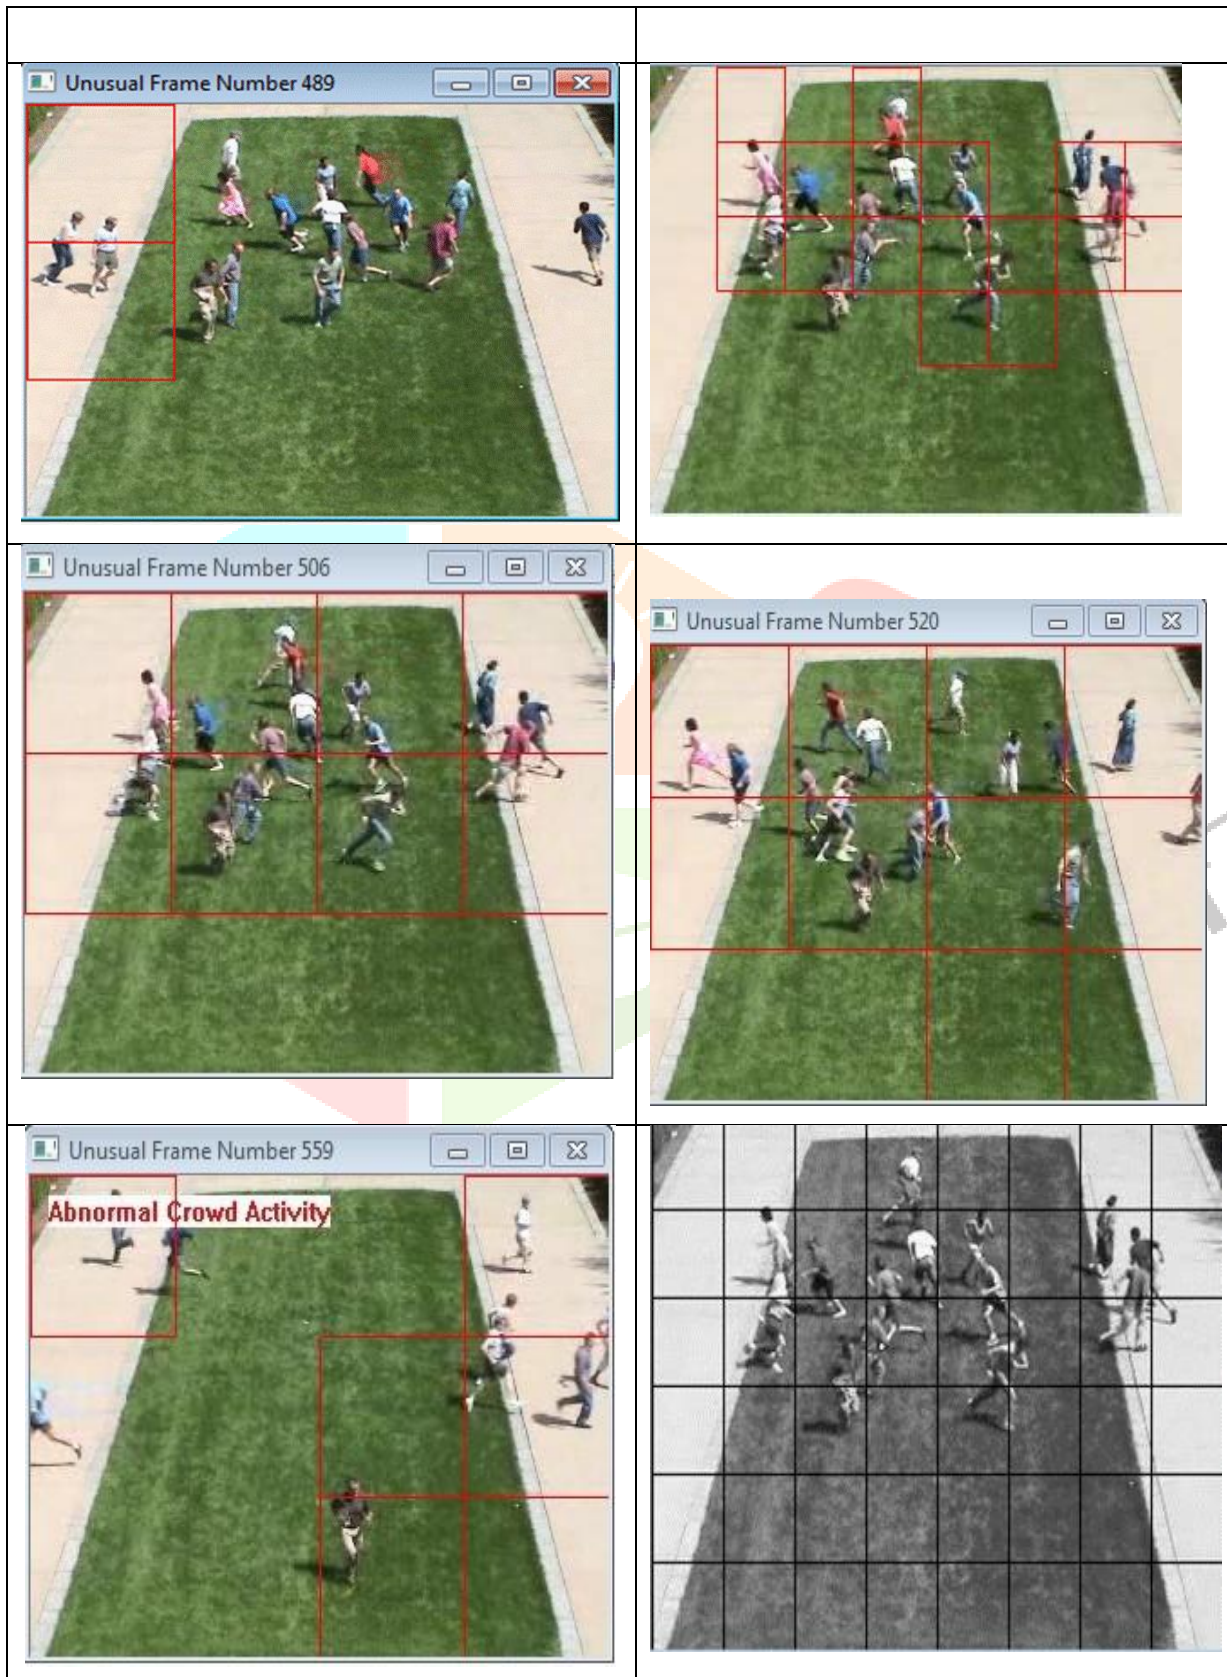 Unusual Frame Number 489
Unusual Frame Number 506
Unusual Frame Number 520
Unusual Frame Number 559
Abnormal Crowd Activity